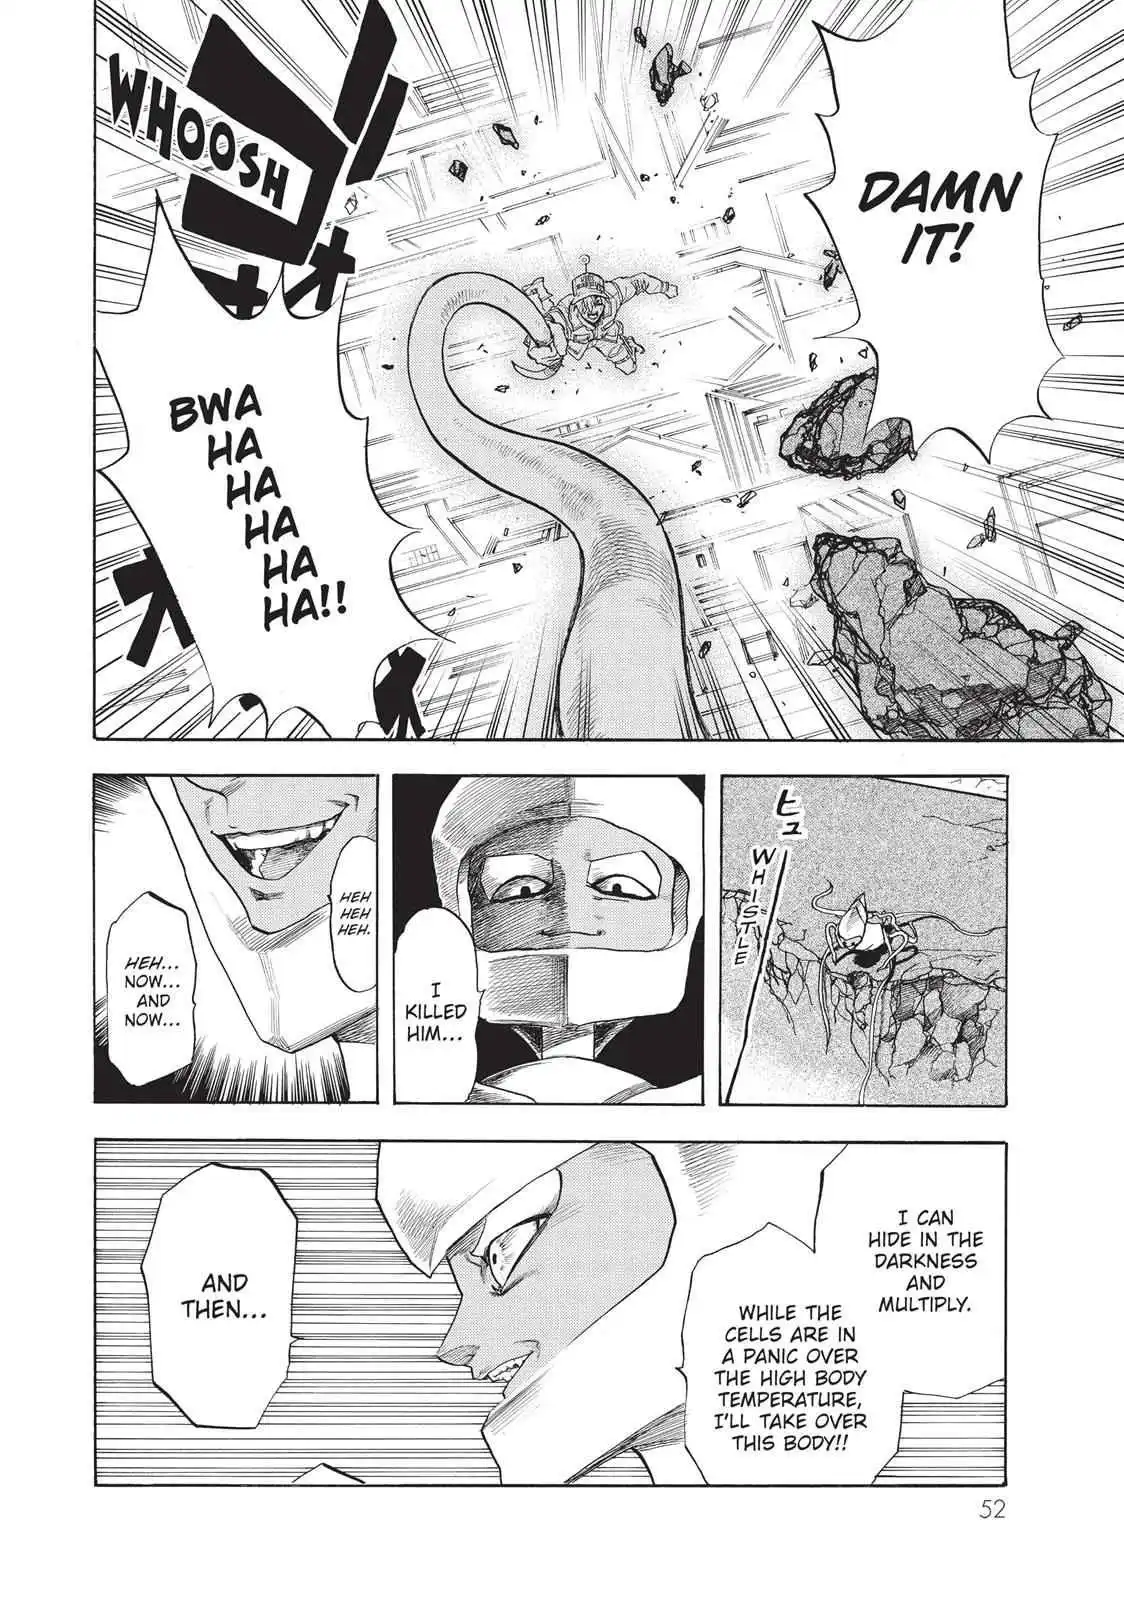 DAMN
IT!
WHOOSH
BWA
HA
HA
HA
HA
HA!!
ヒュ
WHISTLE
I
KILLED
HIM...
HEH
HEH
HEH.
HEH...
NOW...
AND
NOW...
I CAN
HIDE IN THE
DARKNESS
AND
MULTIPLY.
WHILE THE
CELLS ARE IN
A PANIC OVER
THE HIGH BODY
TEMPERATURE,
I'LL TAKE OVER
THIS BODY!!
AND
THEN...
52